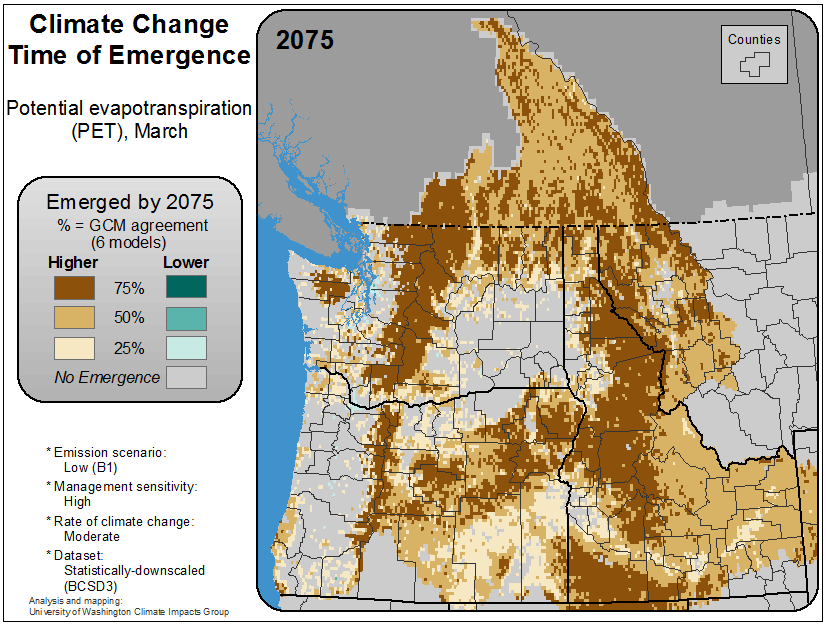 Climate Change
Time of Emergence
Potential evapotranspiration
(PET), March
Emerged by 2075
% = GCM agreement
(6 models)
Higher Lower
75%
50%
25%
No Emergence
* Emission scenario:
Low (B1)
* Management sensitivity:
High
* Rate of climate change:
Moderate
* Dataset:
Statistically-downscaled
(BCSD3)
Analysis and mapping:
University of Washington Climate Impacts Group
2075
Counties